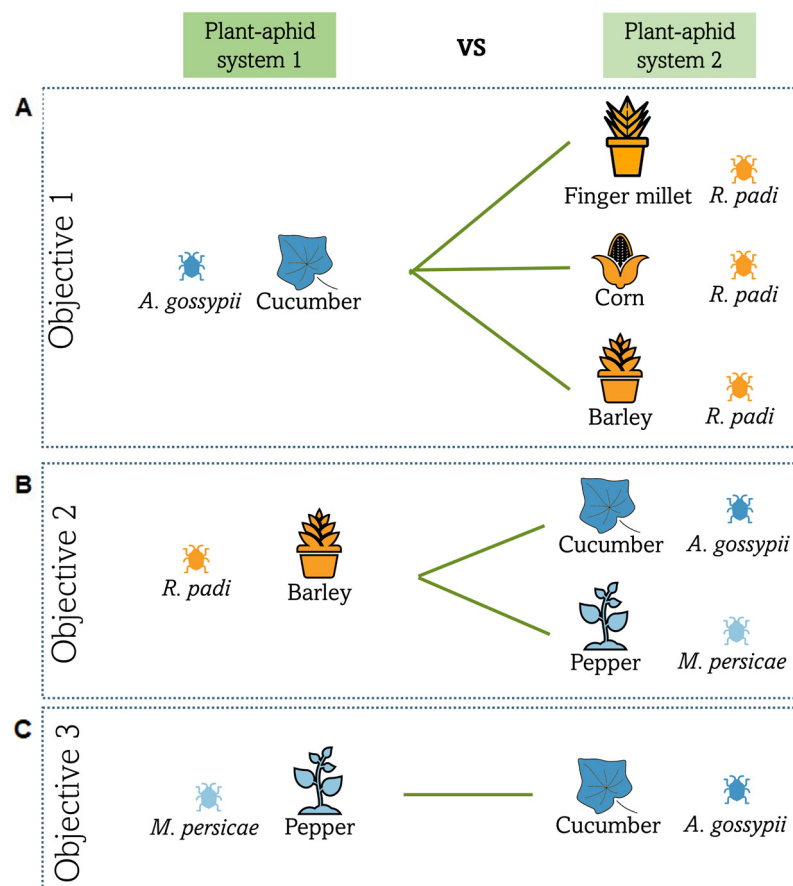 Plant-aphid
system 1
vs
Plant-aphid
system 2
A
Objective 1
A. gossypii
Cucumber
Finger millet
R. padi
Corn
R. padi
Barley
R. padi
B
Objective 2
R. padi
Barley
Cucumber
A. gossypii
Pepper
M. persicae
C
Objective 3
M. persicae
Pepper
Cucumber
A. gossypii